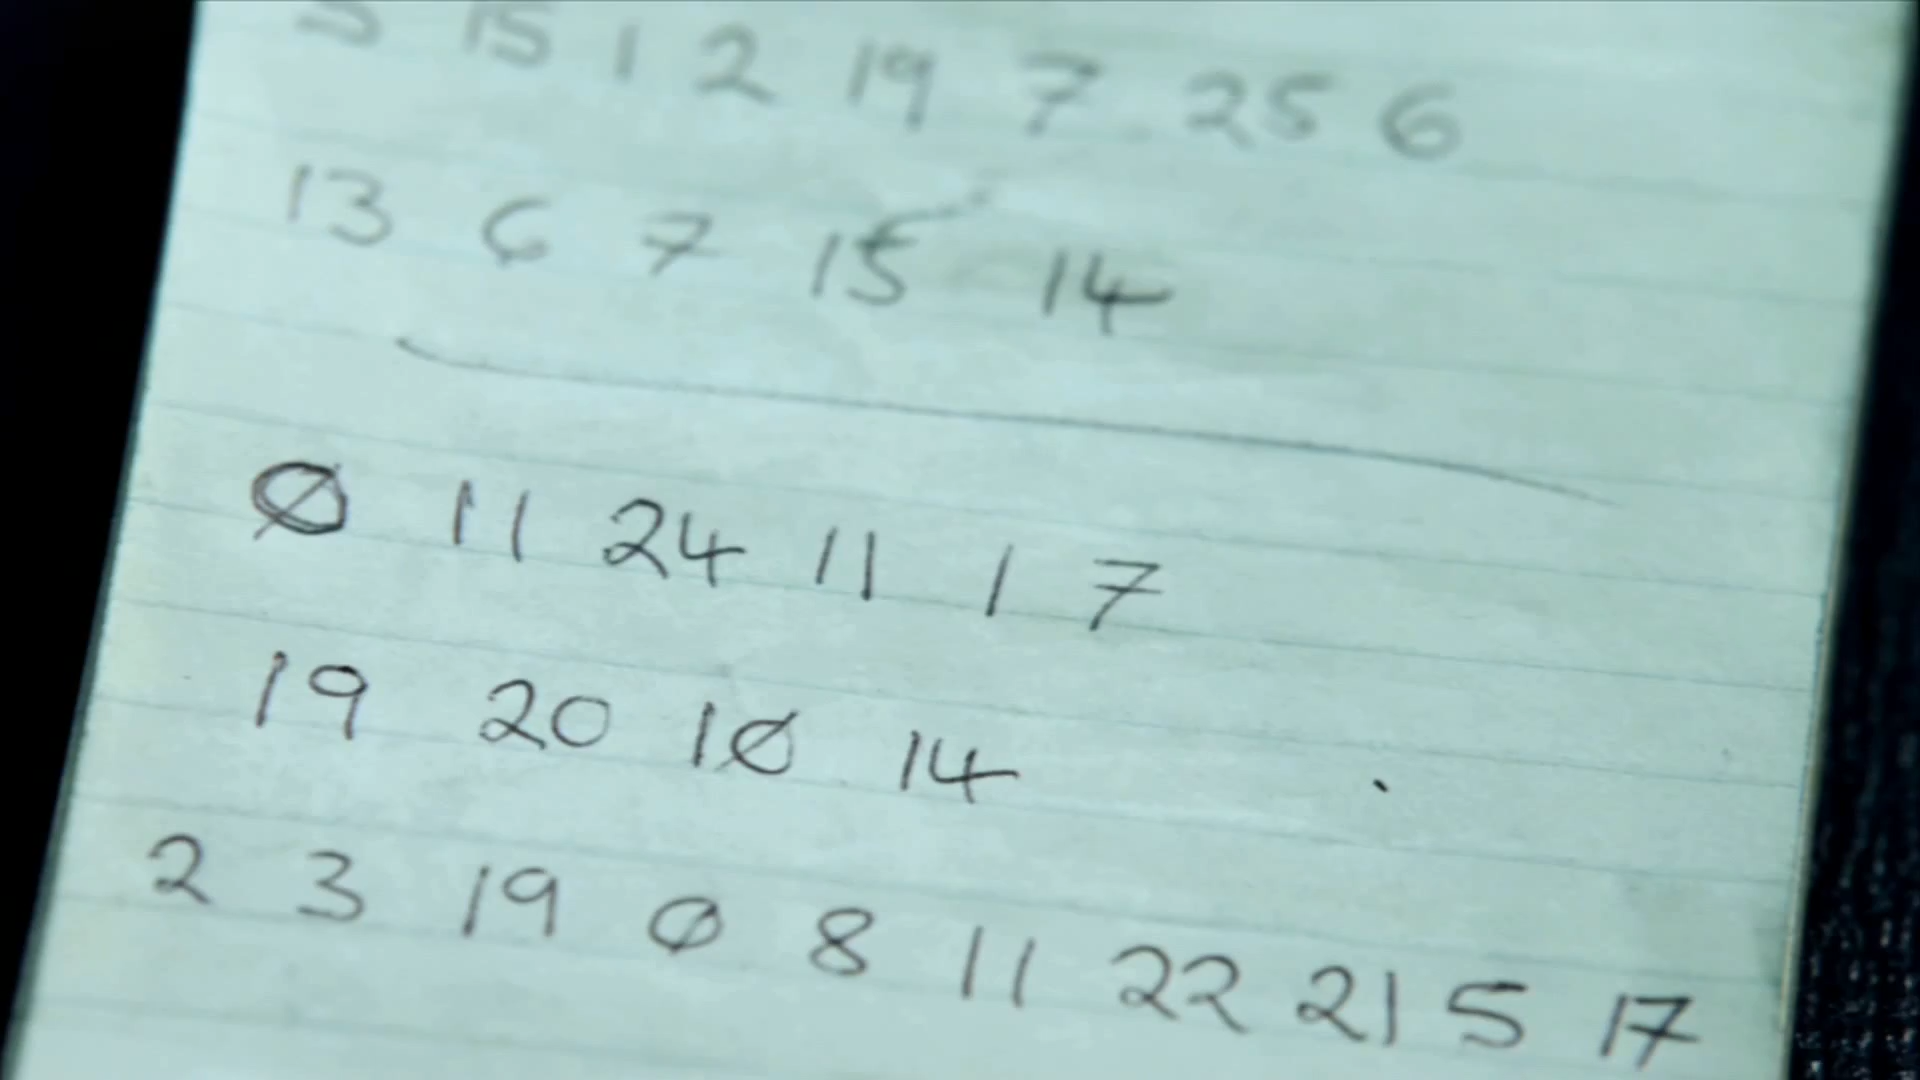 15 1 2 19 7 25 6
13 6 7 15 14
Ø 11 24 11 1 7
19 20 1Ø 14
2 3 19 Ø 8 11 22 21 5 17